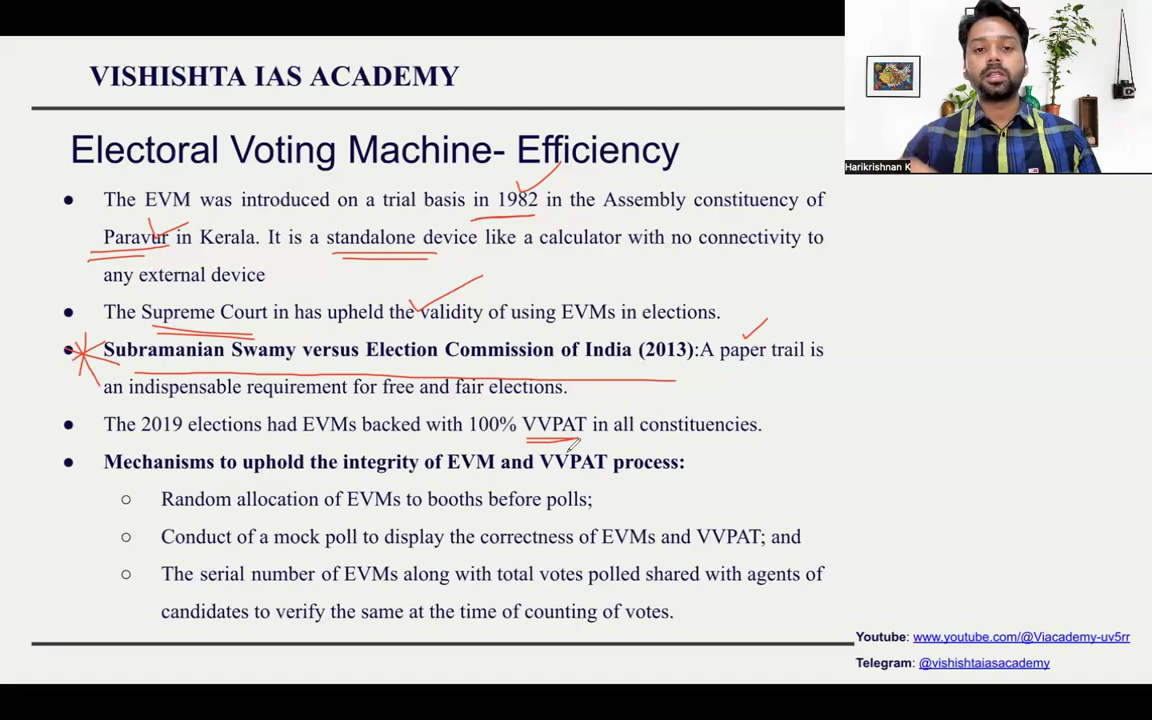 VISHISHTA IAS ACADEMY
Harikrishnan K
Electoral Voting Machine- Efficiency
● The EVM was introduced on a trial basis in 1982 in the Assembly constituency of
Paravur in Kerala. It is a standalone device like a calculator with no connectivity to
any external device
● The Supreme Court in has upheld the validity of using EVMs in elections.
● Subramanian Swamy versus Election Commission of India (2013):A paper trail is
an indispensable requirement for free and fair elections.
● The 2019 elections had EVMs backed with 100% VVPAT in all constituencies.
● Mechanisms to uphold the integrity of EVM and VVPAT process:
○ Random allocation of EVMs to booths before polls;
○ Conduct of a mock poll to display the correctness of EVMs and VVPAT; and
○ The serial number of EVMs along with total votes polled shared with agents of
candidates to verify the same at the time of counting of votes.
Youtube: www.youtube.com/@Viacademy-uv5rr
Telegram: @vishishtaiasacademy